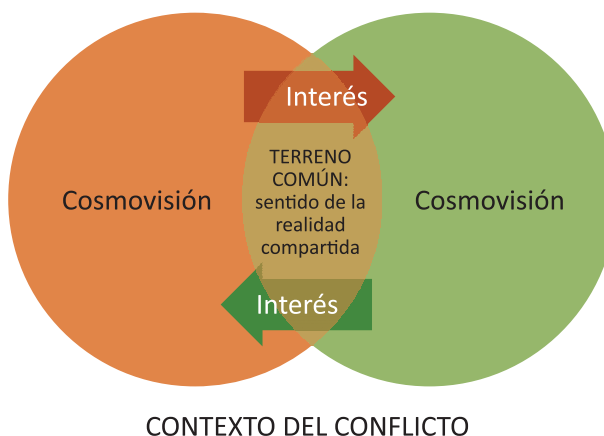 Interés
Cosmovisión
TERRENO
COMÚN:
sentido de la
realidad
compartida
Cosmovisión
Interés
CONTEXTO DEL CONFLICTO